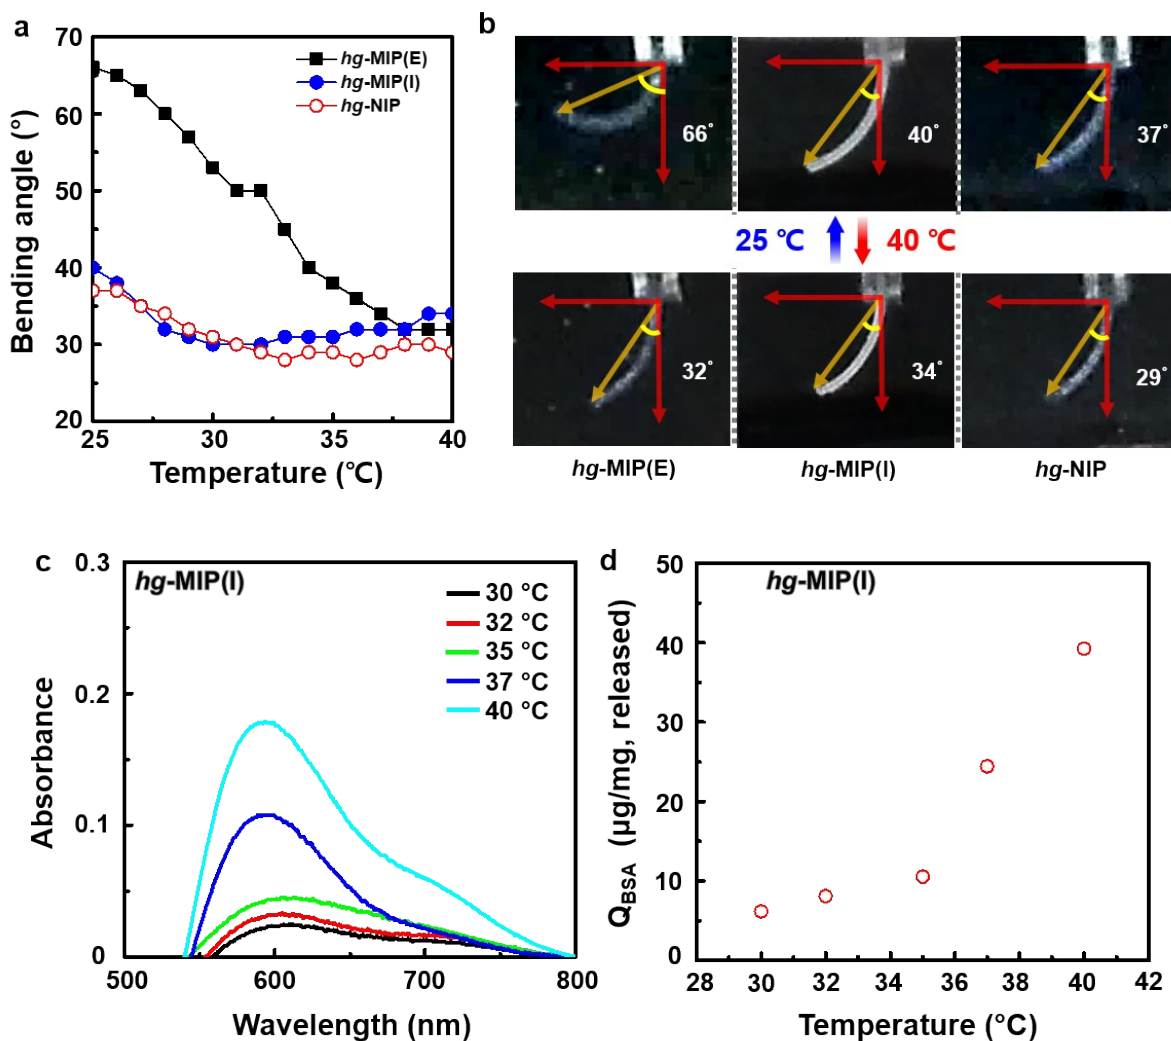 a
70
60
50
40
30
20
25
30
35
40
Bending angle (°)
Temperature (℃)
hg-MIP(E)
hg-MIP(I)
hg-NIP
b
66°
40°
37°
25 ℃
40 ℃
32°
34°
29°
hg-MIP(E)
hg-MIP(I)
hg-NIP
c
hg-MIP(I)
0.3
0.2
0.1
0
500
600
700
800
Absorbance
Wavelength (nm)
30 °C
32 °C
35 °C
37 °C
40 °C
d
hg-MIP(I)
50
40
30
20
10
0
28
30
32
34
36
38
40
42
QBSA (µg/mg, released)
Temperature (°C)